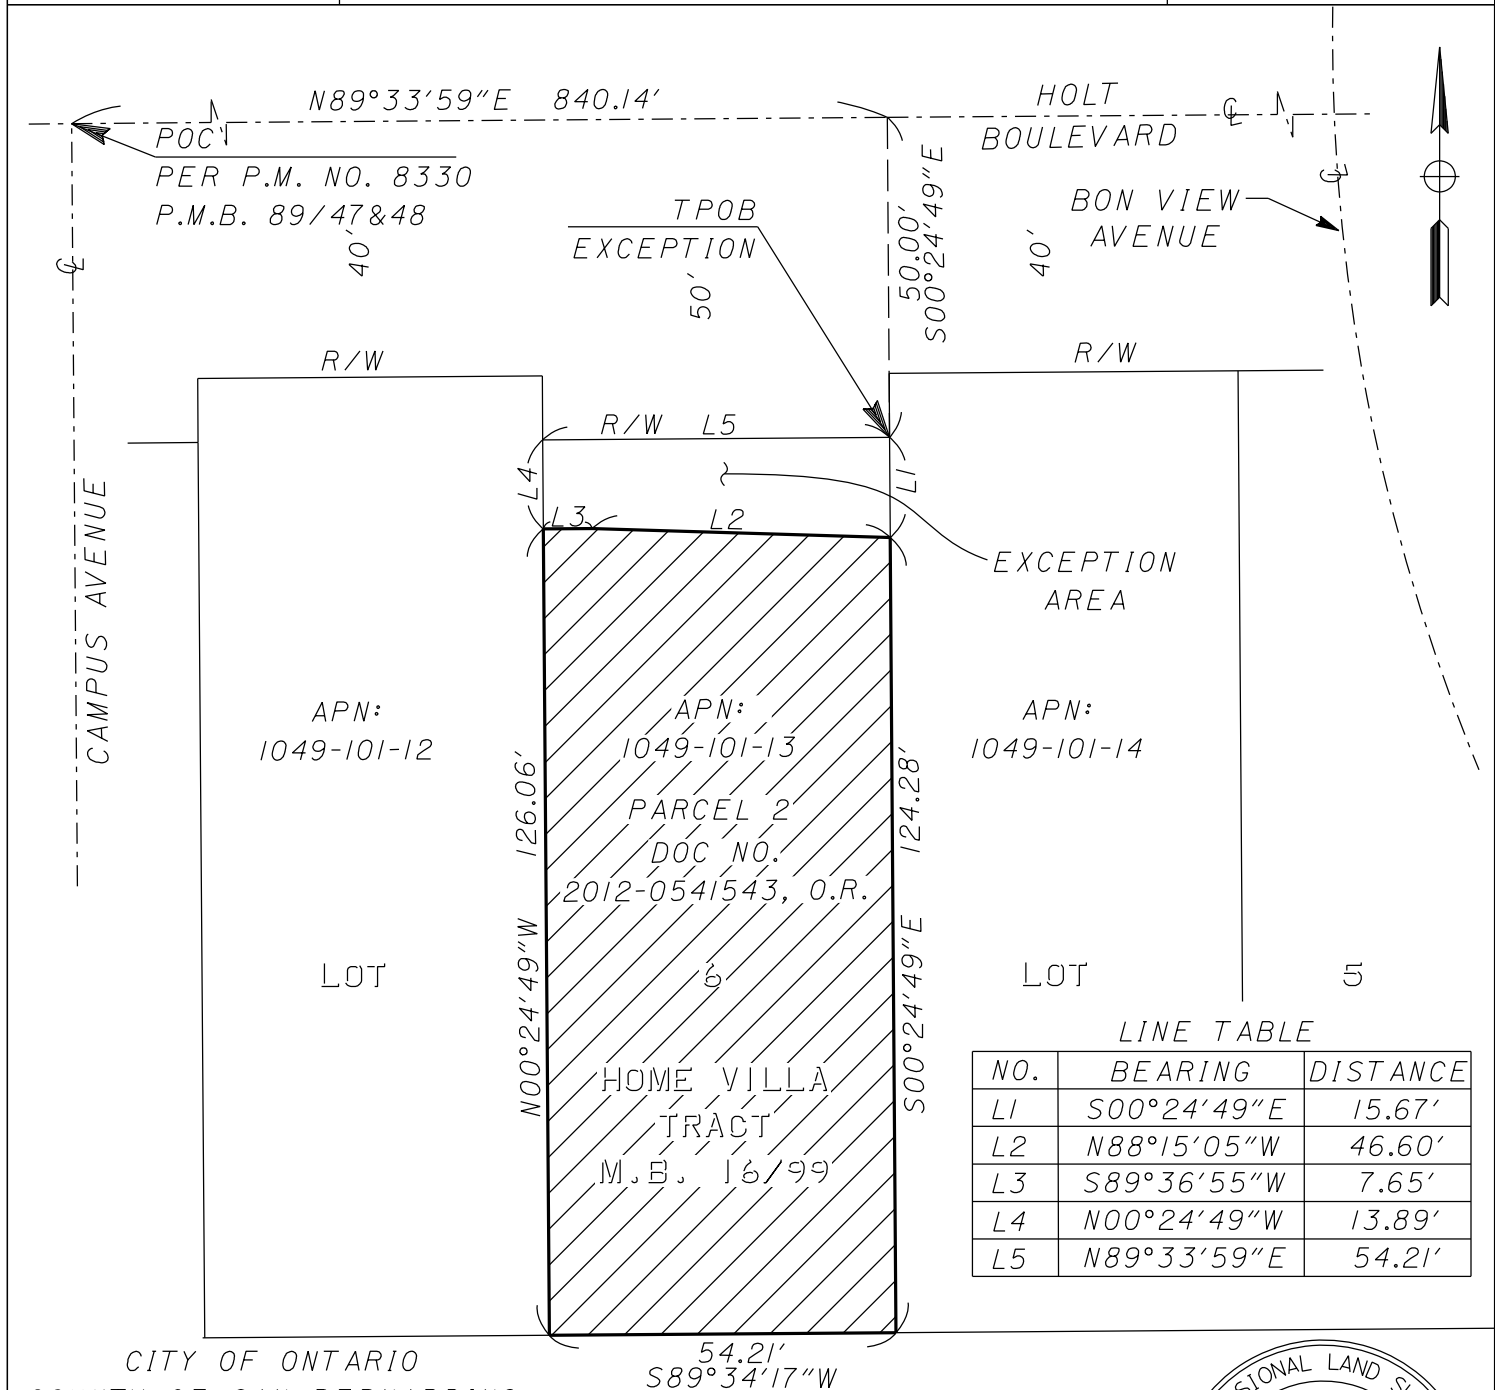 N89°33'59"E 840.14'
HOLT
BOULEVARD
℄
POC
PER P.M. NO. 8330
P.M.B. 89/47&48
℄
40'
TPOB
EXCEPTION
50'
50.00'
S00°24'49"E
40'
℄
BON VIEW
AVENUE
R/W
R/W
R/W L5
L4
L1
L3
L2
EXCEPTION
AREA
CAMPUS AVENUE
APN:
1049-101-12
APN:
1049-101-13
APN:
1049-101-14
126.06'
N00°24'49"W
124.28'
S00°24'49"E
PARCEL 2
DOC NO.
2012-0541543, O.R.
LOT
6
LOT
5
HOME VILLA
TRACT
M.B. 16/99
LINE TABLE
NO. BEARING DISTANCE
L1 S00°24'49"E 15.67'
L2 N88°15'05"W 46.60'
L3 S89°36'55"W 7.65'
L4 N00°24'49"W 13.89'
L5 N89°33'59"E 54.21'
54.21'
S89°34'17"W
CITY OF ONTARIO
LAND